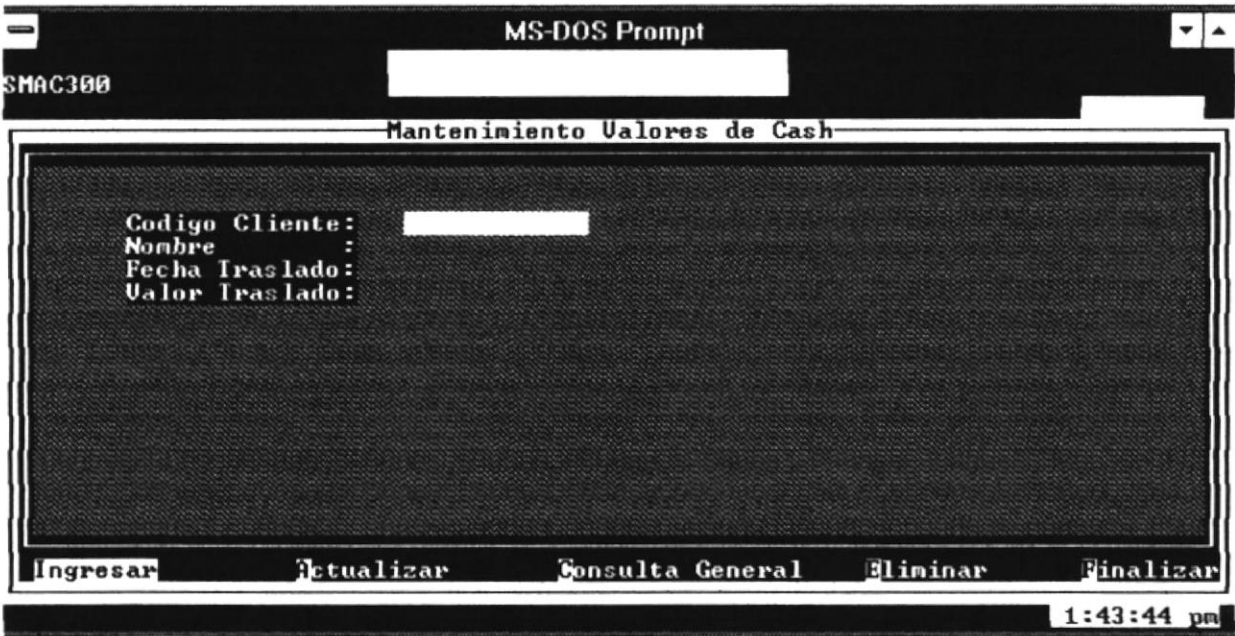 MS-DOS Prompt
SMAC300
Mantenimiento Valores de Cash
Codigo Cliente:
Nombre :
Fecha Traslado:
Valor Traslado:
Ingresar Actualizar Consulta General Eliminar Finalizar
1:43:44 pm